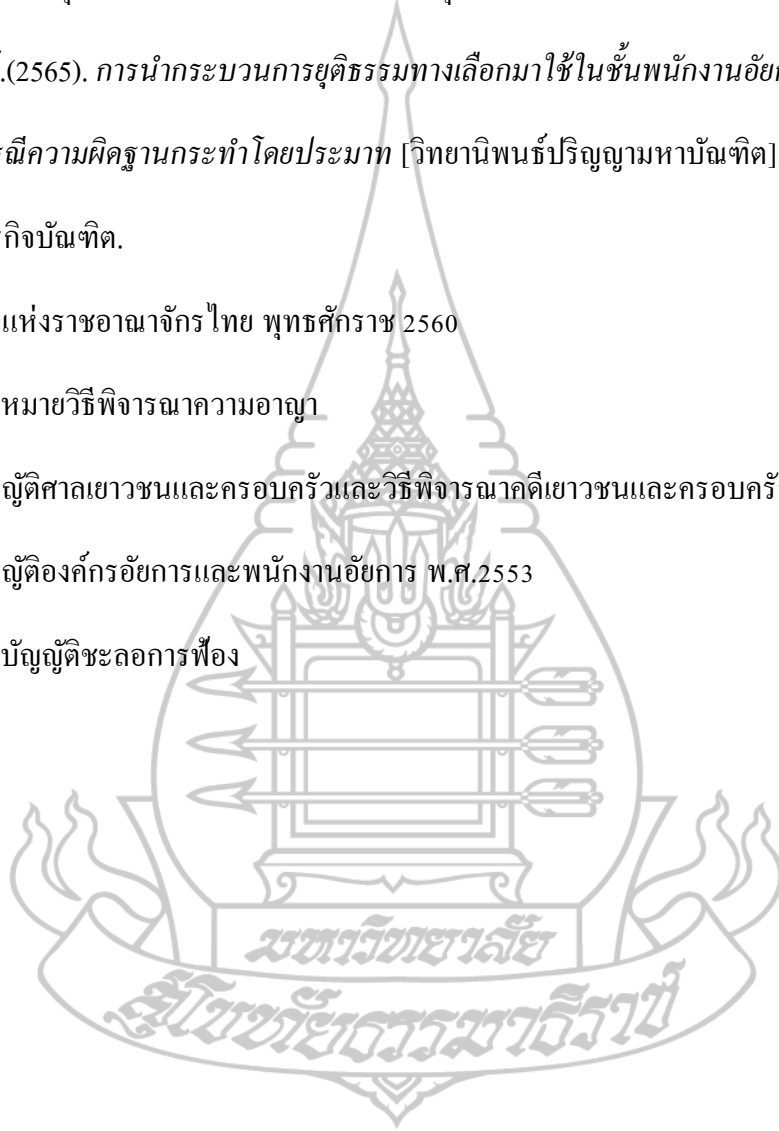 .(2565). การนำกระบวนการยุติธรรมทางเลือกมาใช้ในชั้นพนักงานอัยก
รณีความผิดฐานกระทำโดยประมาท [วิทยานิพนธ์ปริญญามหาบัณฑิต].
กิจบัณฑิต.
แห่งราชอาณาจักรไทย พุทธศักราช 2560
หมายวิธีพิจารณาความอาญา
ญัติศาลเยาวชนและครอบครัวและวิธีพิจารณาคดีเยาวชนและครอบครั
ญัติองค์กรอัยการและพนักงานอัยการ พ.ศ.2553
บัญญัติชะลอการฟ้อง
มหาวิทยาลัย
สุโขทัยธรรมาธิราช